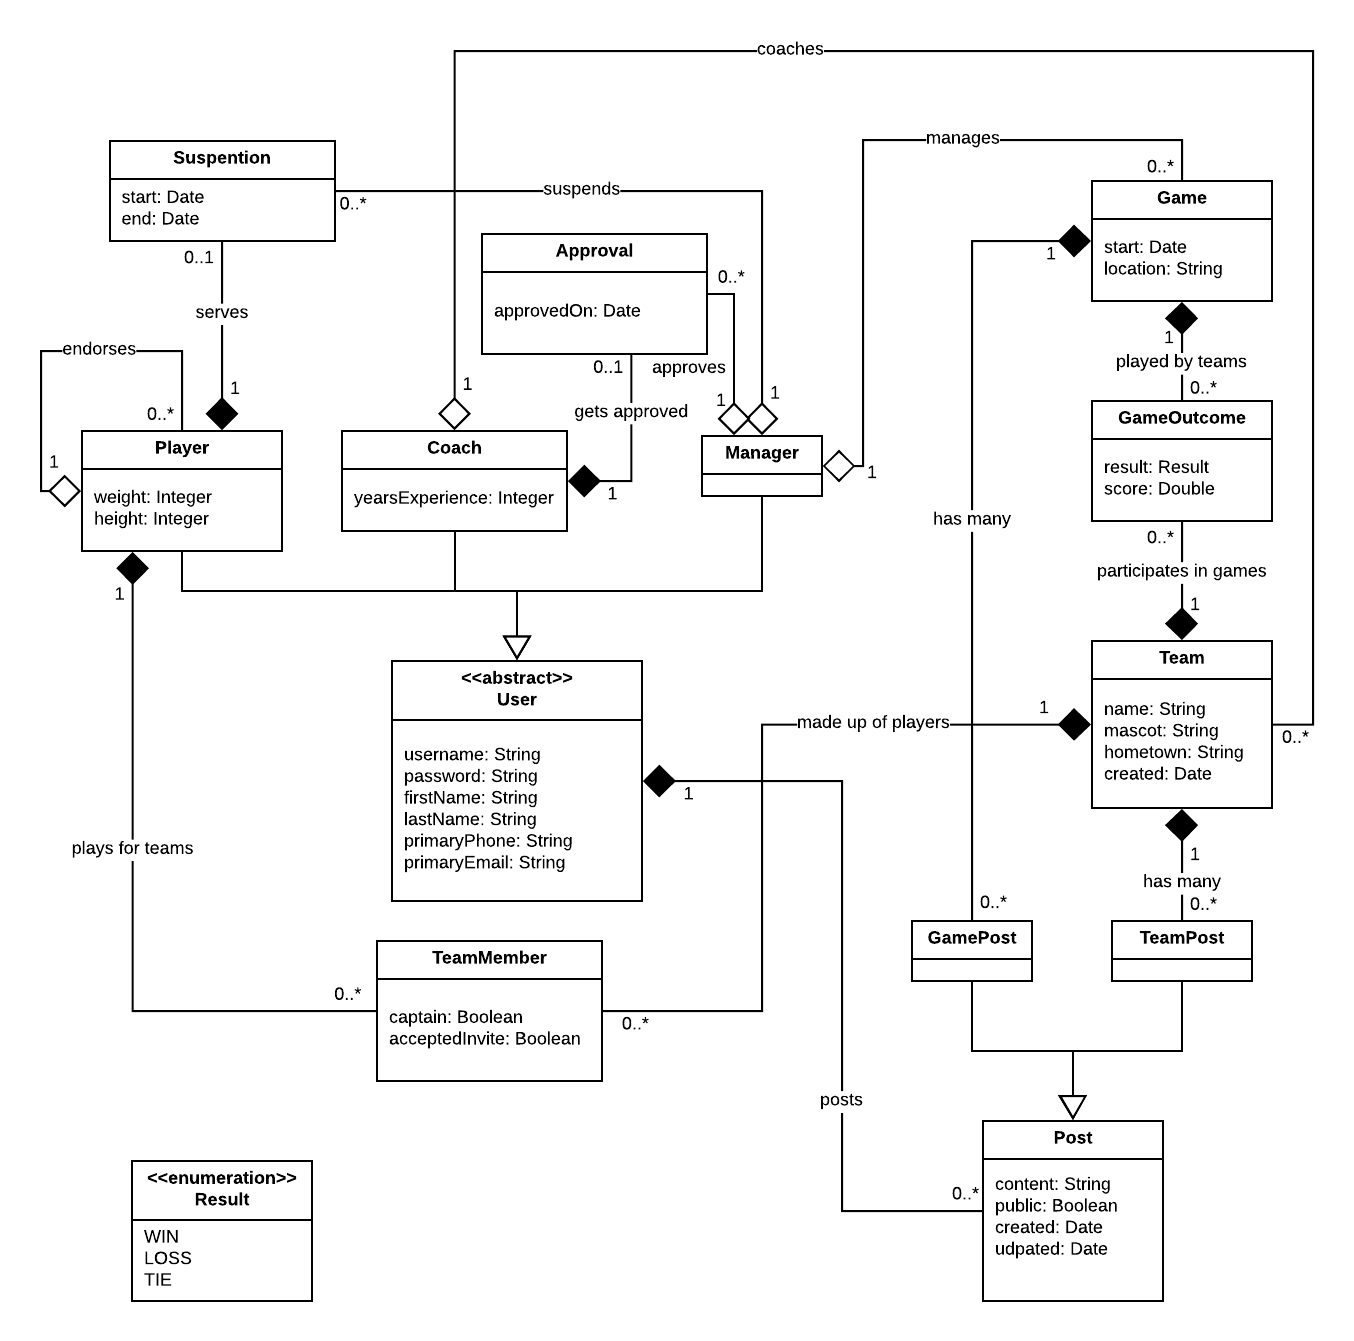 coaches
manages
0..*
Suspention
start: Date
end: Date
suspends
0..*
Game
start: Date
location: String
1
Approval
approvedOn: Date
0..*
0..1
serves
1
endorses
0..*
1
0..1
approves
gets approved
1
1
1
1
played by teams
0..*
Player
weight: Integer
height: Integer
Coach
yearsExperience: Integer
1
Manager
1
GameOutcome
result: Result
score: Double
has many
0..*
participates in games
1
1
<<abstract>>
User
username: String
password: String
firstName: String
lastName: String
primaryPhone: String
primaryEmail: String
1
made up of players
1
Team
name: String
mascot: String
hometown: String
created: Date
0..*
plays for teams
1
has many
0..*
0..*
GamePost
TeamPost
TeamMember
captain: Boolean
acceptedInvite: Boolean
0..*
0..*
posts
0..*
Post
content: String
public: Boolean
created: Date
udpated: Date
<<enumeration>>
Result
WIN
LOSS
TIE